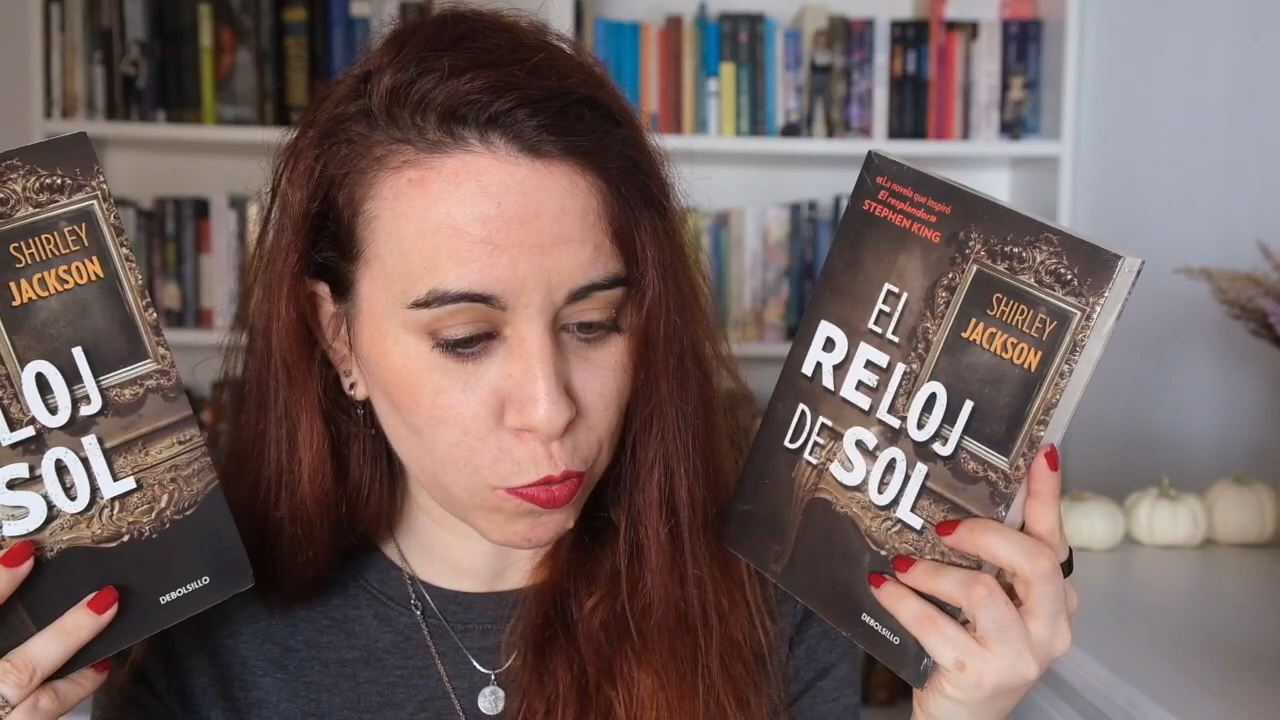 SHIRLEY
JACKSON
LOJ
SOL
DEBOLSILLO
«La novela que inspiró
El resplandor»
STEPHEN KING
EL
RELOJ
DE SOL
SHIRLEY
JACKSON
DEBOLSILLO